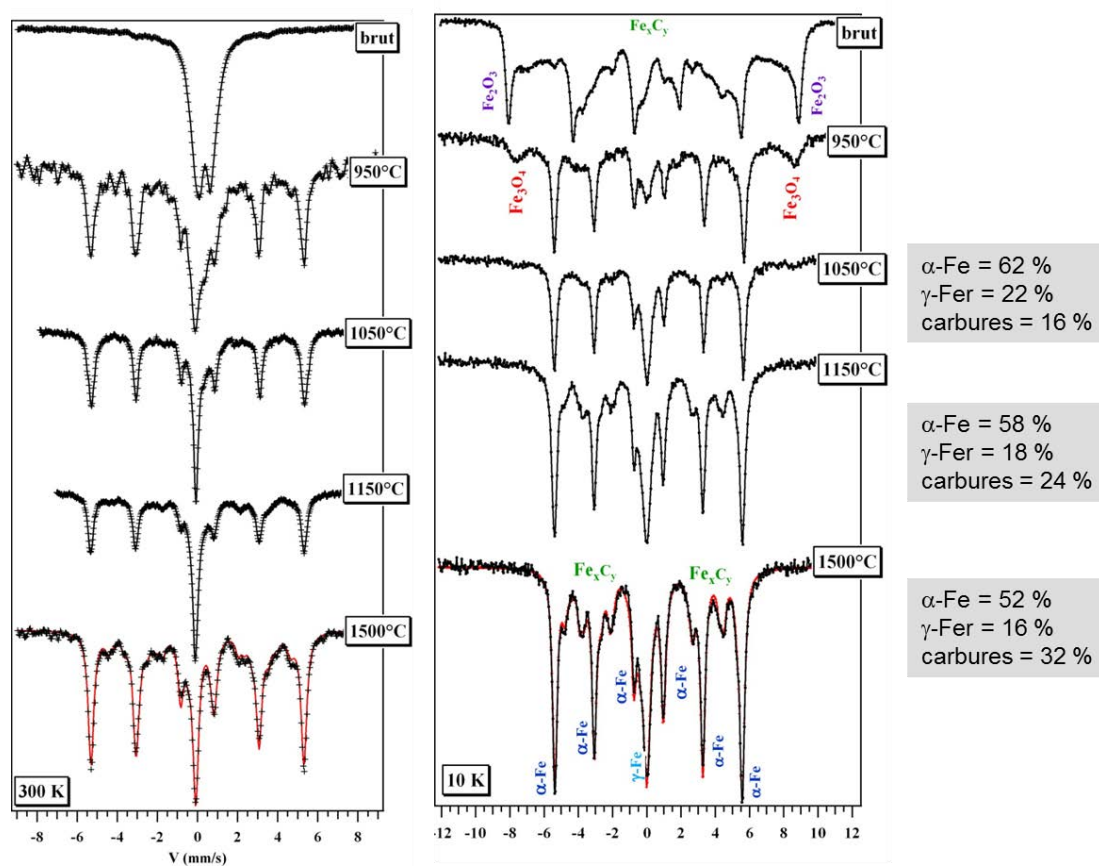 brut
950°C
1050°C
1150°C
1500°C
300 K
-8 -6 -4 -2 0 2 4 6 8
V (mm/s)
FexCy
brut
Fe2O3
Fe2O3
950°C
Fe3O4
Fe3O4
1050°C
1150°C
1500°C
FexCy
FexCy
α-Fe
α-Fe
α-Fe
γ-Fe
α-Fe
α-Fe
α-Fe
10 K
-12 -10 -8 -6 -4 -2 0 2 4 6 8 10 12
α-Fe = 62 %
γ-Fer = 22 %
carbures = 16 %
α-Fe = 58 %
γ-Fer = 18 %
carbures = 24 %
α-Fe = 52 %
γ-Fer = 16 %
carbures = 32 %